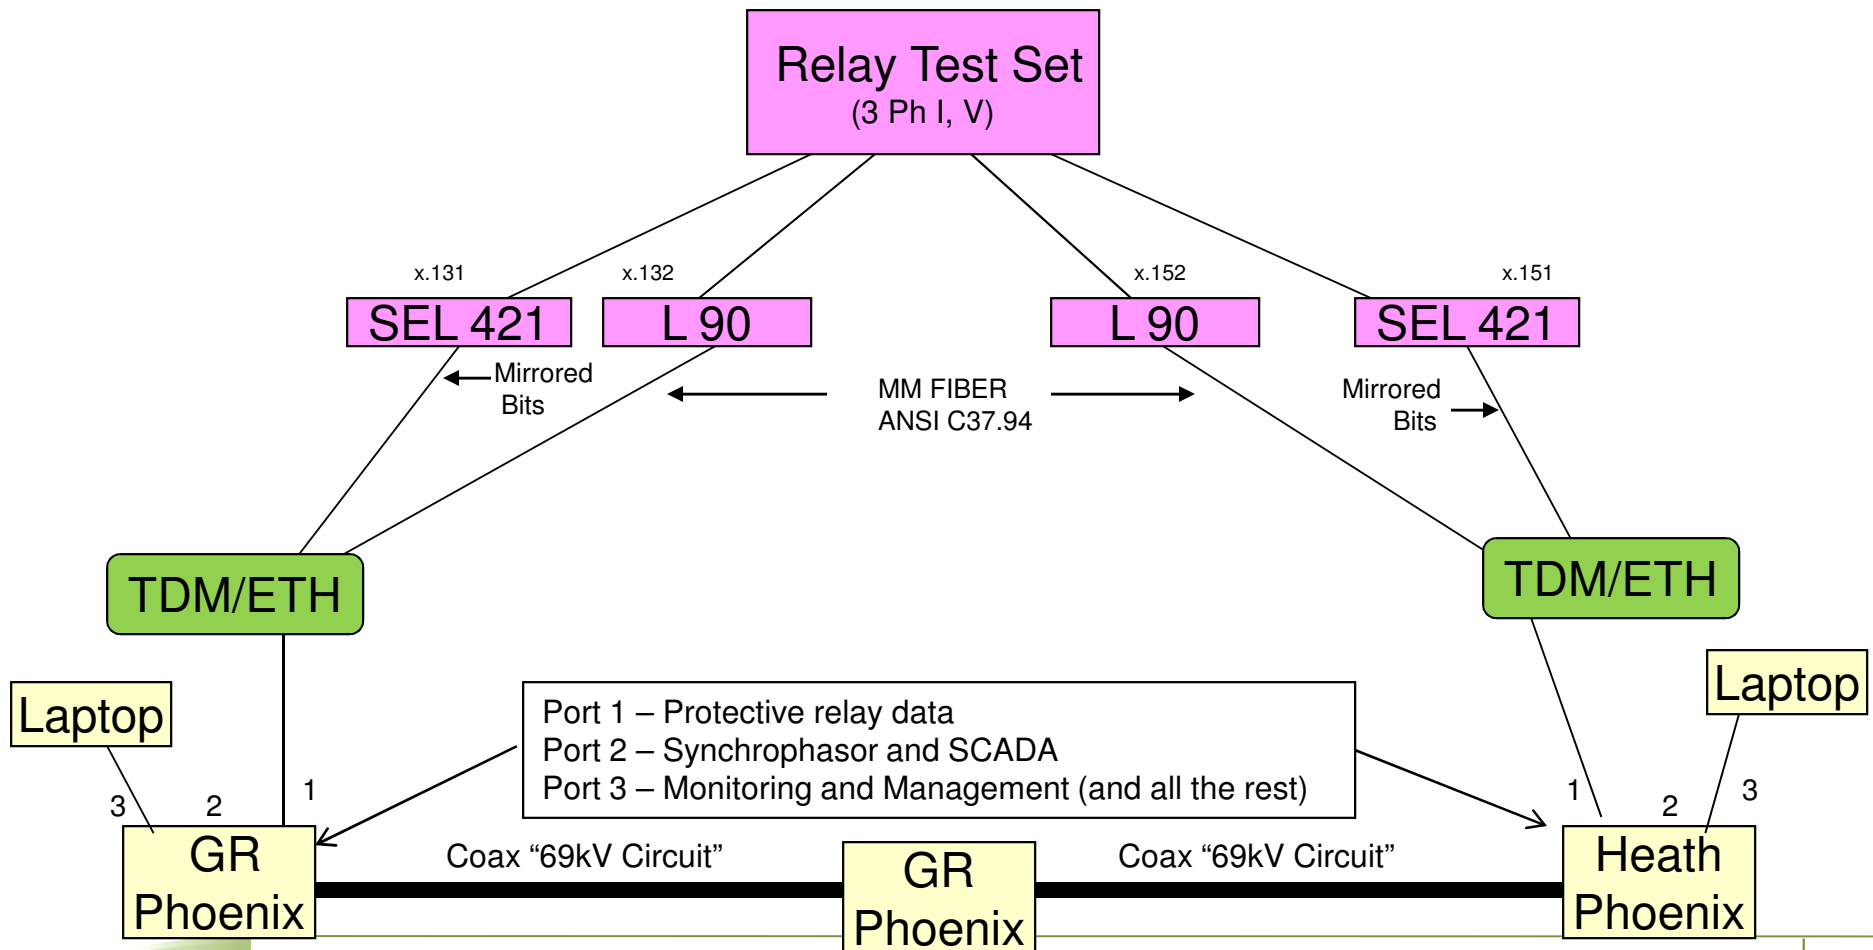 Relay Test Set
(3 Ph I, V)
x.131
x.132
x.152
x.151
SEL 421
L 90
L 90
SEL 421
Mirrored
Bits
MM FIBER
ANSI C37.94
Mirrored
Bits
TDM/ETH
TDM/ETH
Laptop
Laptop
Port 1 – Protective relay data
Port 2 – Synchrophasor and SCADA
Port 3 – Monitoring and Management (and all the rest)
3
2
1
1
2
3
GR
Phoenix
Coax “69kV Circuit”
GR
Phoenix
Coax “69kV Circuit”
Heath
Phoenix